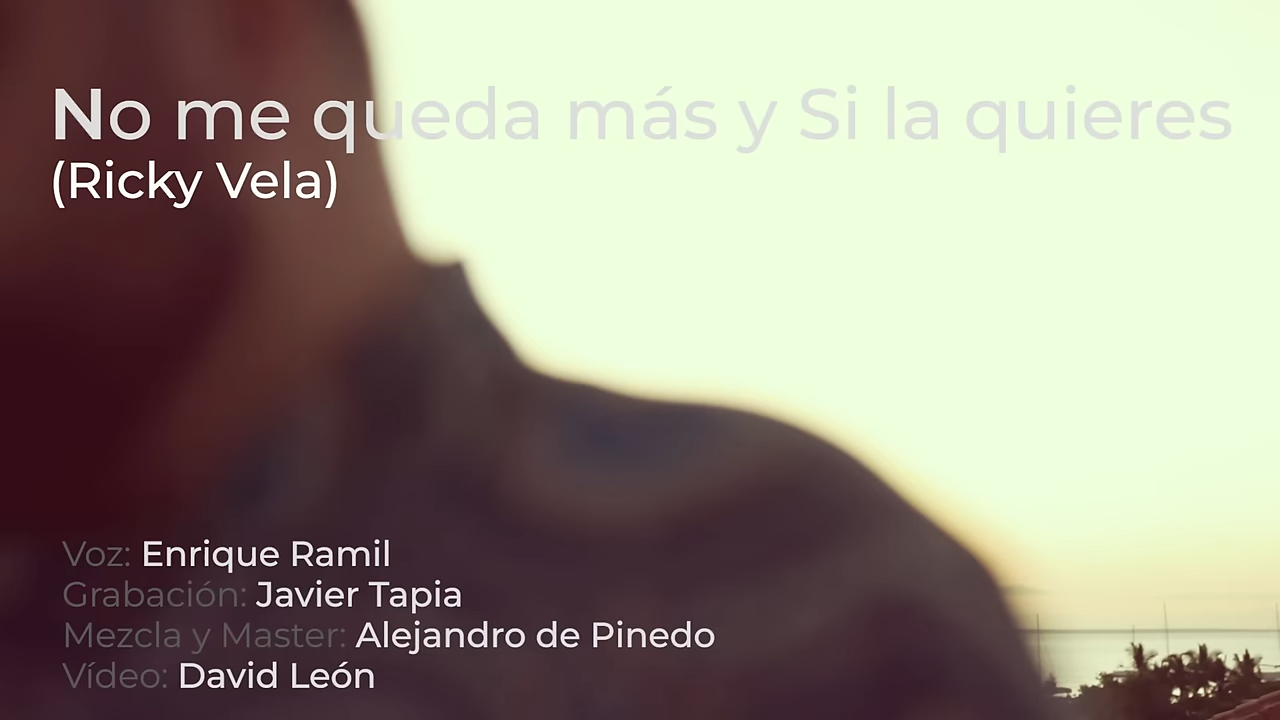 No me queda más y Si la quieres
(Ricky Vela)
Voz: Enrique Ramil
Grabación: Javier Tapia
Mezcla y Master: Alejandro de Pinedo
Vídeo: David León